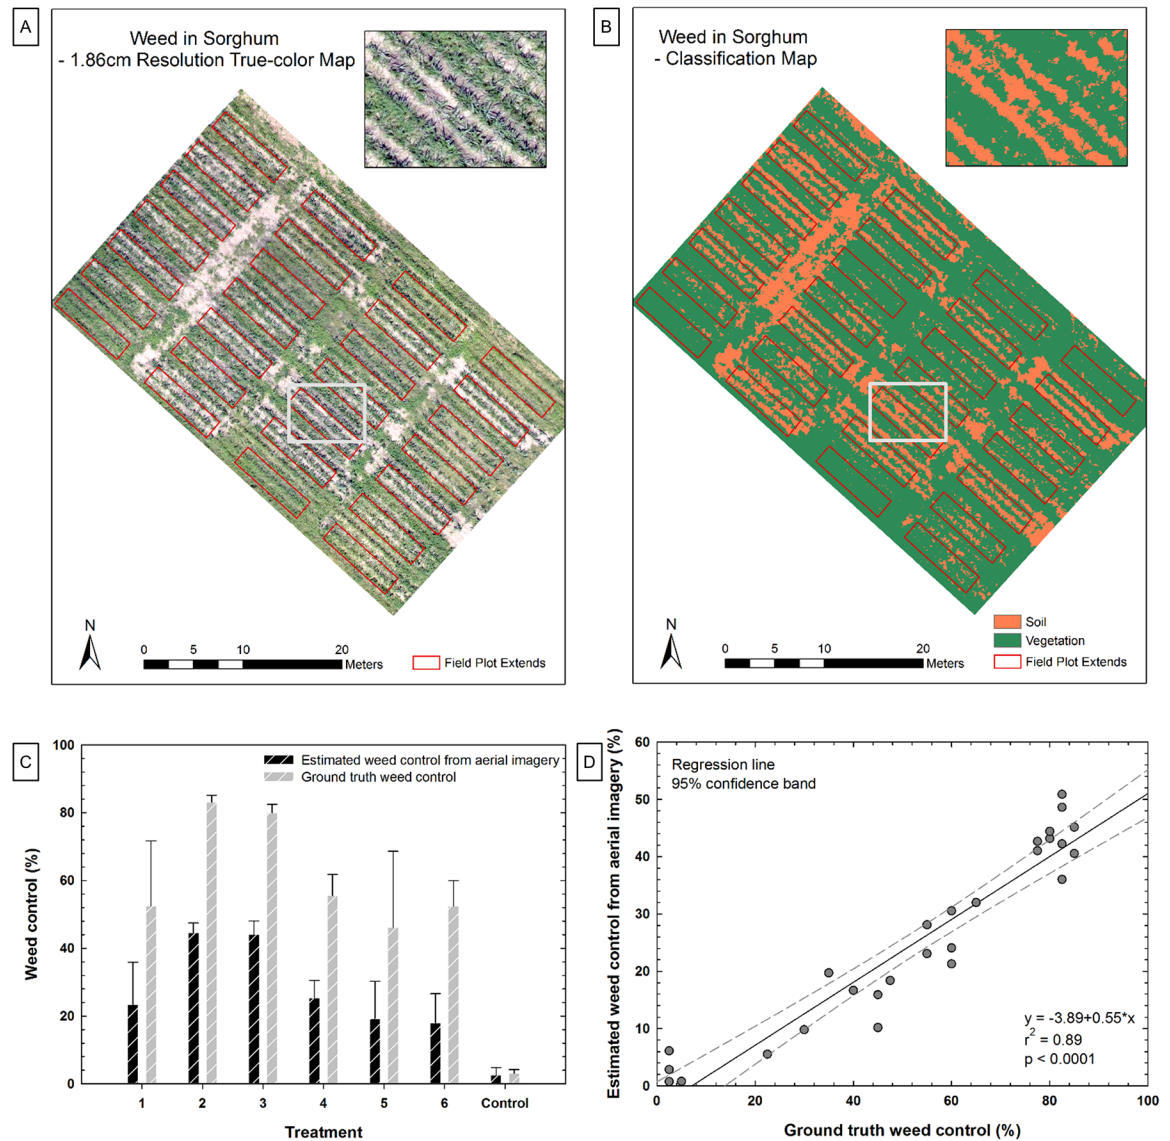 A
Weed in Sorghum
- 1.86cm Resolution True-color Map
N
0 5 10 20
Meters
Field Plot Extends
B
Weed in Sorghum
- Classification Map
N
0 5 10 20
Meters
Soil
Vegetation
Field Plot Extends
C
Weed control (%)
100
80
60
40
20
0
Estimated weed control from aerial imagery
Ground truth weed control
1 2 3 4 5 6 Control
Treatment
D
Estimated weed control from aerial imagery (%)
60
50
40
30
20
10
0
Regression line
95% confidence band
y = -3.89+0.55*x
r2 = 0.89
p < 0.0001
0 20 40 60 80 100
Ground truth weed control (%)